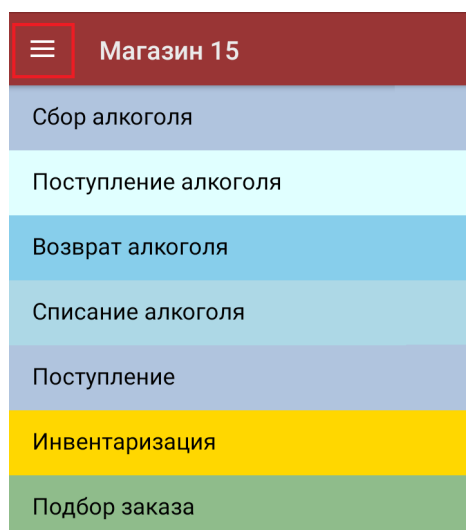 Магазин 15
Сбор алкоголя
Поступление алкоголя
Возврат алкоголя
Списание алкоголя
Поступление
Инвентаризация
Подбор заказа